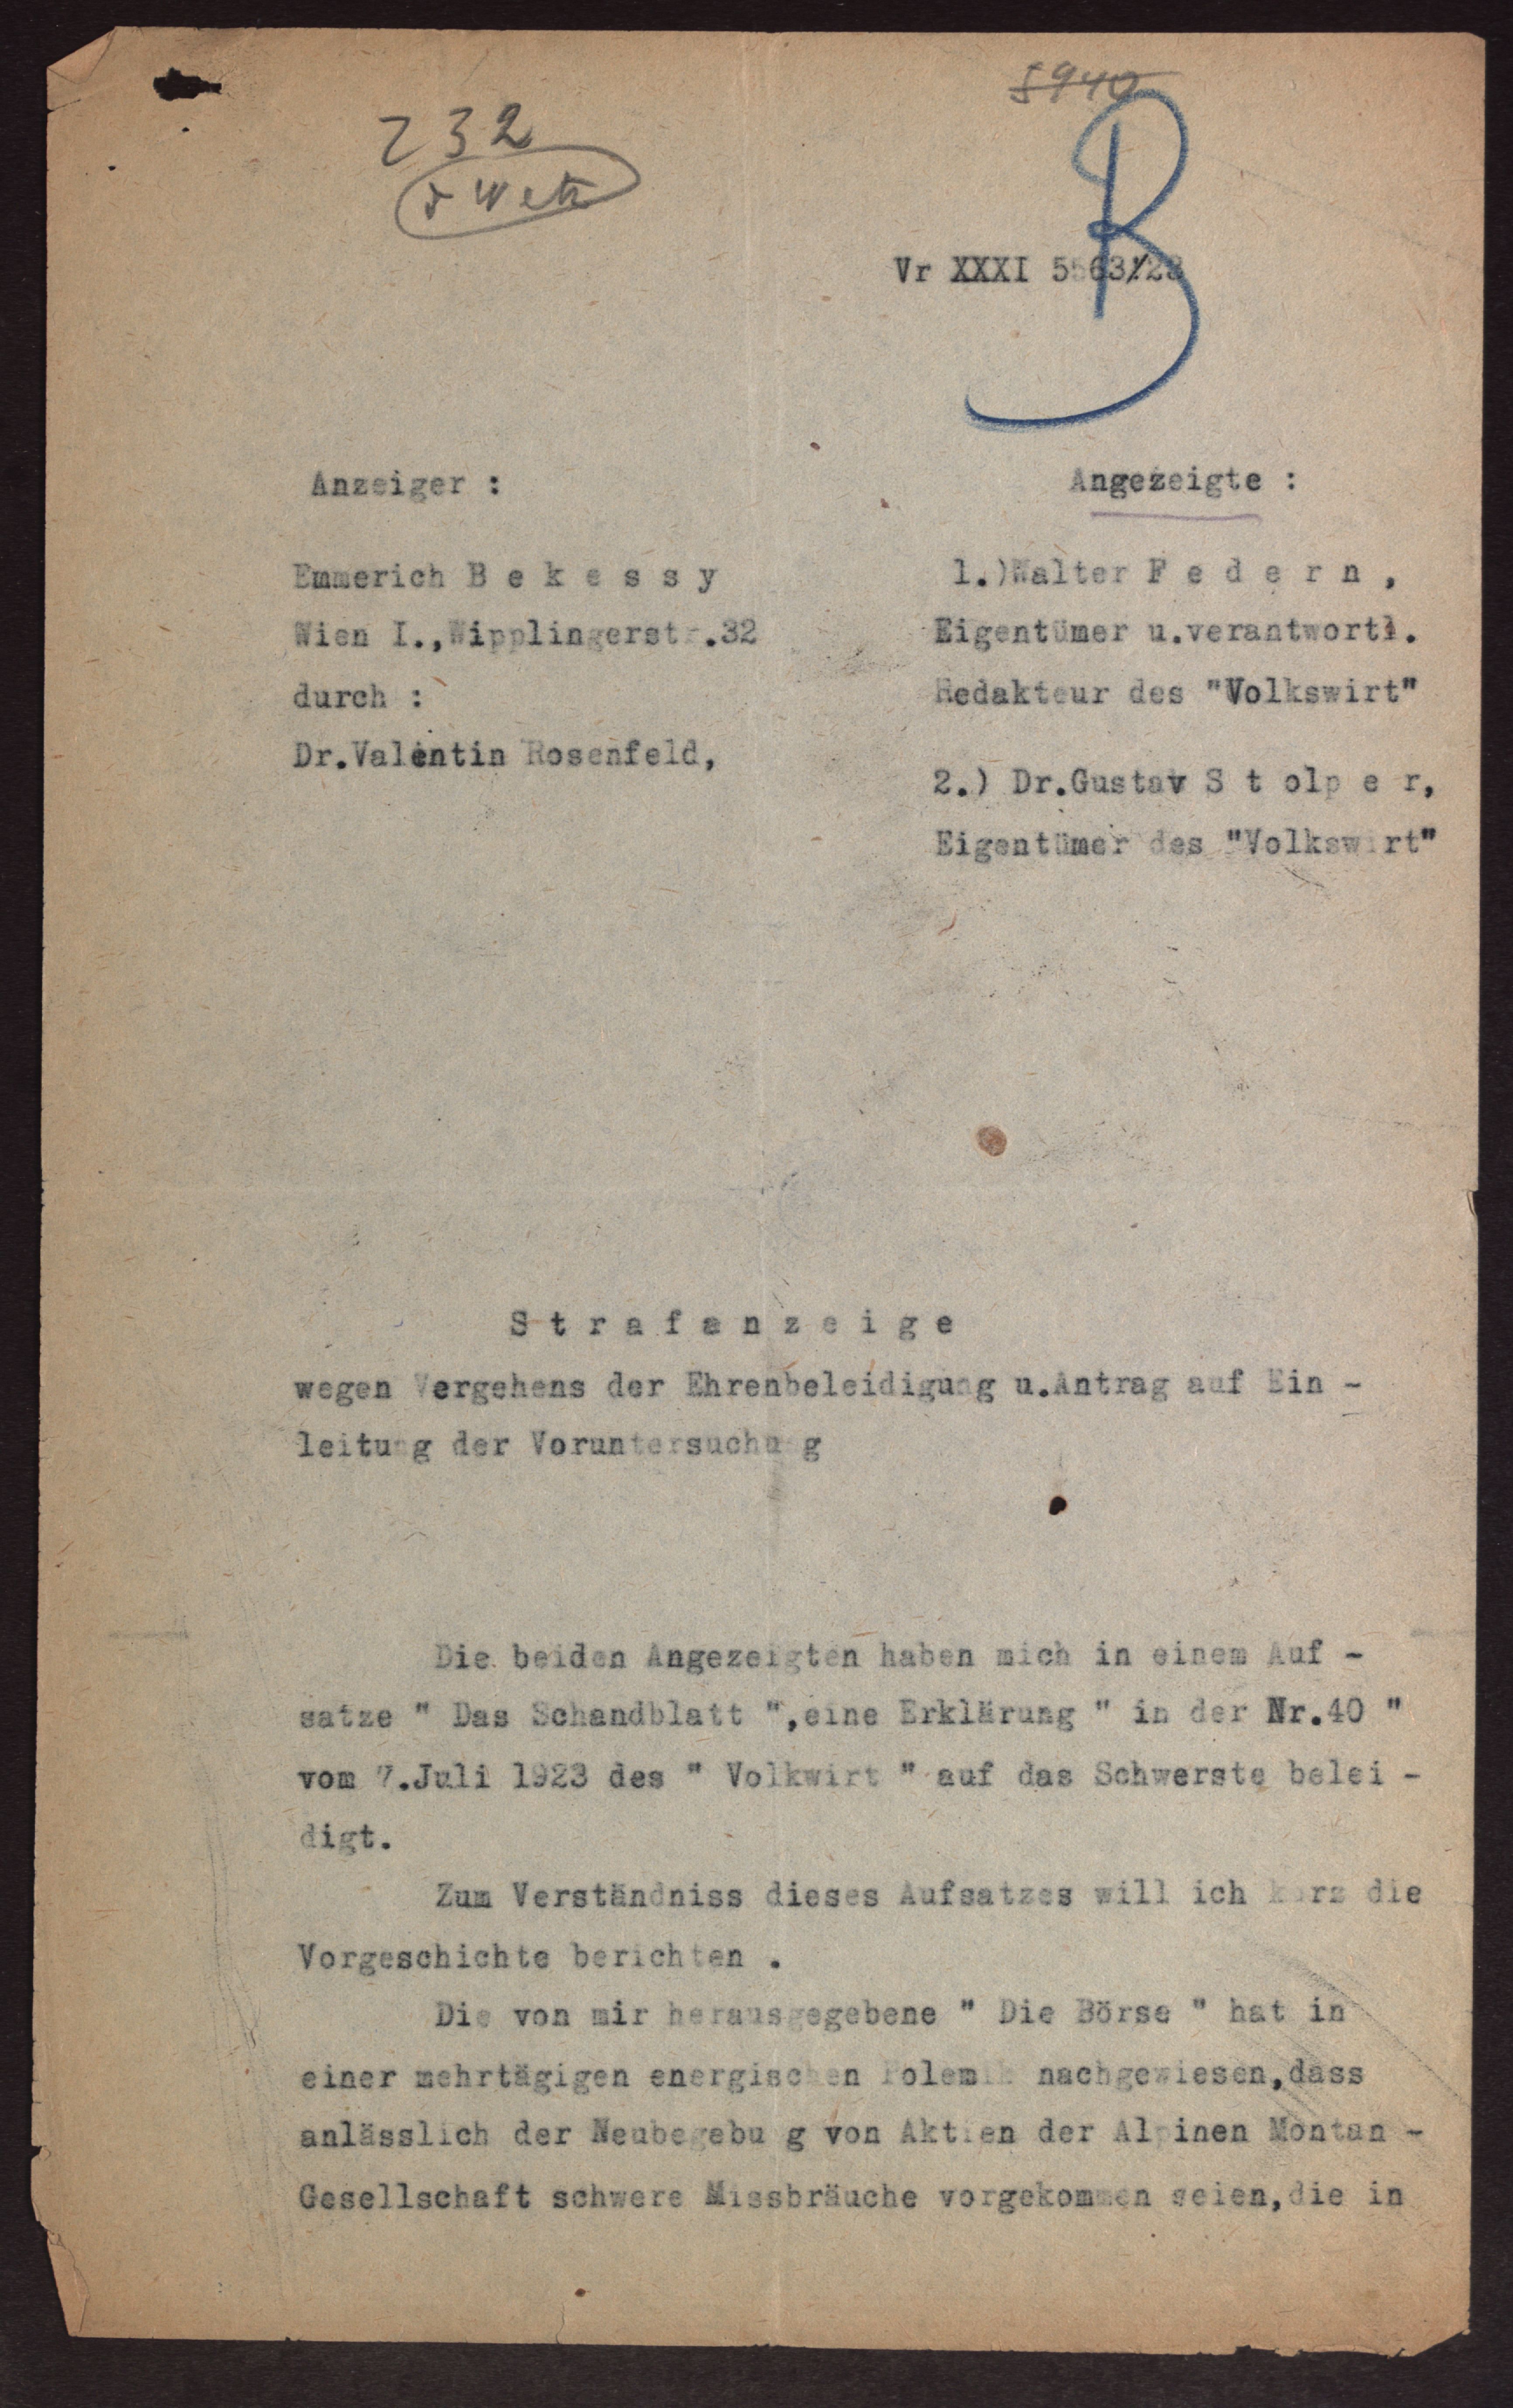 5940
232
B
Vr XXXI 5563/23
Anzeiger :
Angezeigte :
Emmerich B e k e s s y
Wien I.,Wipplingerstr.32
durch :
Dr.Valentin Rosenfeld,
1.)Walter F e d e r n ,
Eigentümer u.verantwortl.
Redakteur des "Volkswirt"
2.) Dr.Gustav S t olp e r,
Eigentümer des "Volkswirt"
S t r a f a n z e i g e
wegen Vergehens der Ehrenbeleidigung u.Antrag auf Ein -
leitung der Voruntersuchung
Die beiden Angezeigten haben mich in einem Auf -
satze " Das Schandblatt ",eine Erklärung " in der Nr.40 "
vom 7.Juli 1923 des " Volkwirt " auf das Schwerste belei -
digt.
Zum Verständniss dieses Aufsatzes will ich kurz die
Vorgeschichte berichten .
Die von mir herausgegebene " Die Börse " hat in
einer mehrtägigen energischen Polemik nachgewiesen,dass
anlässlich der Neubegebung von Aktien der Alpinen Montan -
Gesellschaft schwere Missbräuche vorgekommen seien,die in